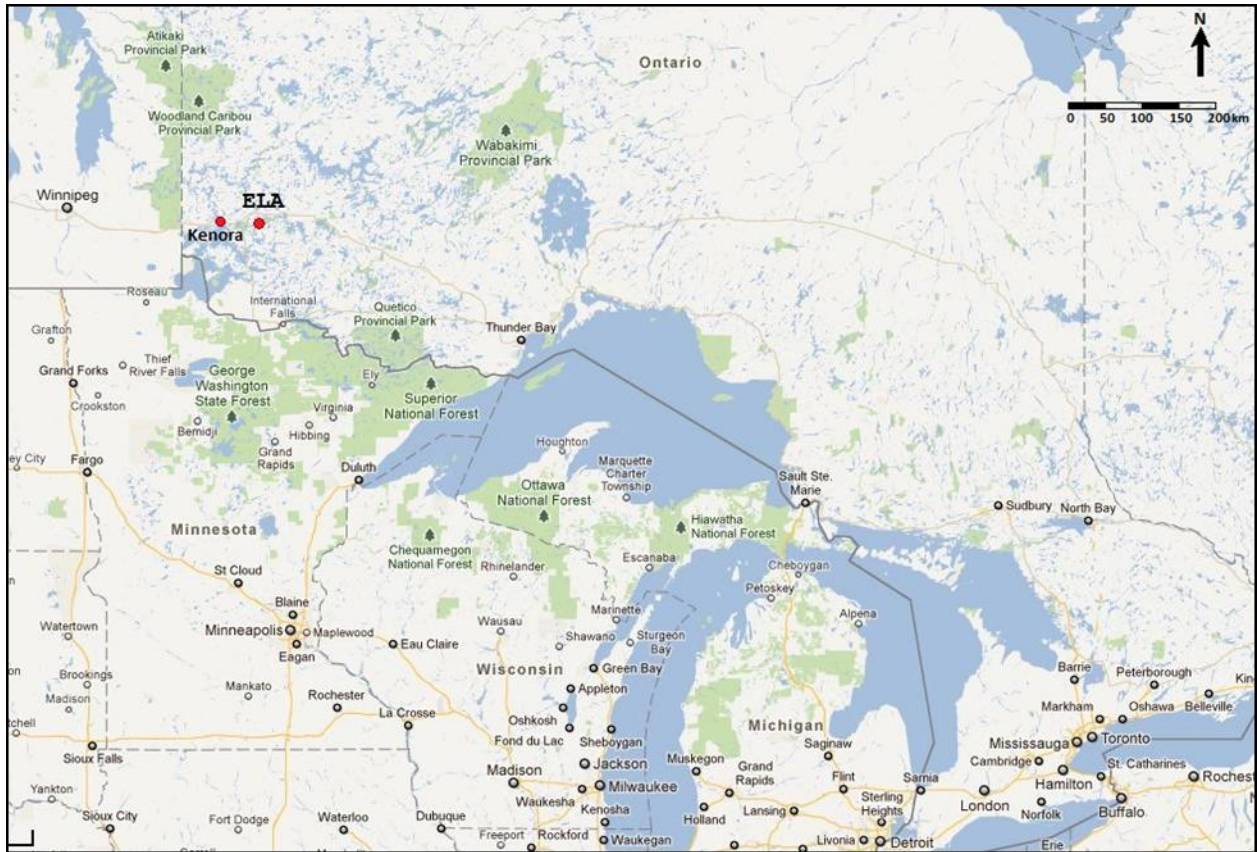 Atikaki
Provincial Park
Ontario
N
0 50 100 150 200km
Woodland Caribou
Provincial Park
Wabakimi
Provincial Park
Winnipeg
ELA
Kenora
Roseau
International
Falls
Quetico
Provincial Park
Thunder Bay
Grafton
Thief
River Falls
Grand Forks
George
Washington
State Forest
Ely
Superior
National Forest
Crookston
Virginia
Bemidji
Hibbing
Grand
Rapids
Houghton
ey City
Fargo
Duluth
Marquette
Charter
Township
Sault Ste.
Marie
Ottawa
National Forest
Sudbury
North Bay
Minnesota
Hiawatha
National Forest
Chequamegon
National Forest
Escanaba
Rhinelander
Cheboygan
St Cloud
Petoskey
Blaine
Marinette
Alpena
Watertown
Minneapolis
Maplewood
Wausau
Eagan
Eau Claire
Shawano
Sturgeon
Bay
on
Wisconsin
Green Bay
Barrie
Peterborough
Brookings
Mankato
Appleton
Kin
Madison
Rochester
Belleville
La Crosse
Oshkosh
Markham
Oshawa
tchell
Fond du Lac
Sheboygan
Michigan
Mississauga
Toronto
Sioux Falls
Saginaw
Jackson
Muskegon
Cambridge
Madison
Grand
Rapids
Flint
Sarnia
Hamilton
St. Catharines
Rochest
Yankton
Waukesha
Milwaukee
London
Kenosha
Holland
Lansing
Sterling
Heights
Norfolk
Buffalo
Sioux City
Fort Dodge
Waterloo
Dubuque
Freeport
Rockford
Waukegan
Livonia
Detroit
Erie